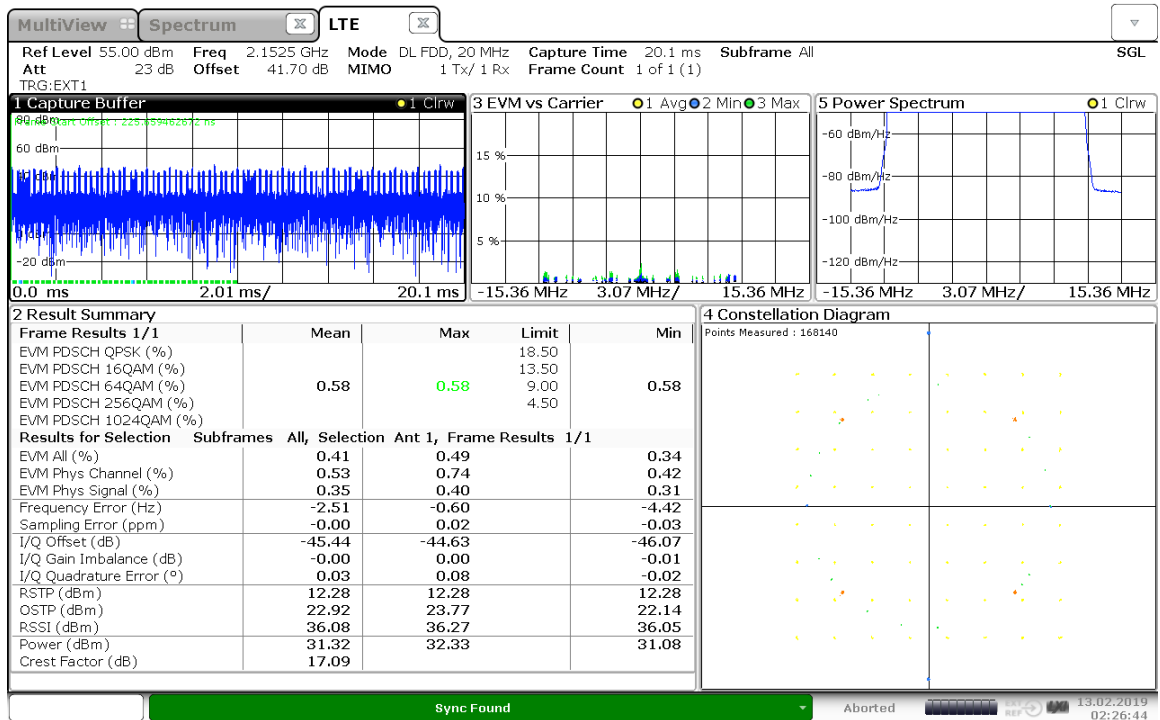 MultiView Spectrum LTE
Ref Level 55.00 dBm Freq 2.1525 GHz Mode DL FDD, 20 MHz Capture Time 20.1 ms Subframe All SGL
Att 23 dB Offset 41.70 dB MIMO 1 Tx/ 1 Rx Frame Count 1 of 1 (1)
TRG:EXT1
1 Capture Buffer 1 Clrw
80 dBm
Frame Start Offset : 225.659462672 ns
60 dBm
-20 dBm
0.0 ms 2.01 ms/ 20.1 ms
3 EVM vs Carrier 1 Avg 2 Min 3 Max
15 %
10 %
5 %
-15.36 MHz 3.07 MHz/ 15.36 MHz
5 Power Spectrum 1 Clrw
-60 dBm/Hz
-80 dBm/Hz
-100 dBm/Hz
-120 dBm/Hz
-15.36 MHz 3.07 MHz/ 15.36 MHz
2 Result Summary
Frame Results 1/1 Mean Max Limit Min
EVM PDSCH QPSK (%) 18.50
EVM PDSCH 16QAM (%) 13.50
EVM PDSCH 64QAM (%) 0.58 0.58 9.00 0.58
EVM PDSCH 256QAM (%) 4.50
EVM PDSCH 1024QAM (%)
Results for Selection Subframes All, Selection Ant 1, Frame Results 1/1
EVM All (%) 0.41 0.49 0.34
EVM Phys Channel (%) 0.53 0.74 0.42
EVM Phys Signal (%) 0.35 0.40 0.31
Frequency Error (Hz) -2.51 -0.60 -4.42
Sampling Error (ppm) -0.00 0.02 -0.03
I/Q Offset (dB) -45.44 -44.63 -46.07
I/Q Gain Imbalance (dB) -0.00 0.00 -0.01
I/Q Quadrature Error (°) 0.03 0.08 -0.02
RSTP (dBm) 12.28 12.28 12.28
OSTP (dBm) 22.92 23.77 22.14
RSSI (dBm) 36.08 36.27 36.05
Power (dBm) 31.32 32.33 31.08
Crest Factor (dB) 17.09
4 Constellation Diagram
Points Measured : 168140
Sync Found
Aborted
13.02.2019
02:26:44